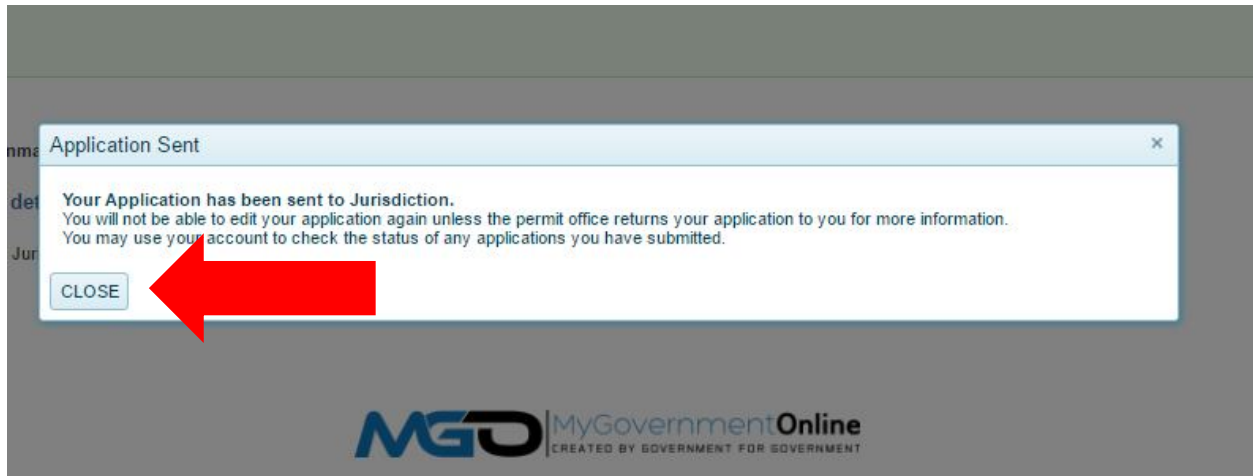 Application Sent
Your Application has been sent to Jurisdiction.
You will not be able to edit your application again unless the permit office returns your application to you for more information.
You may use your account to check the status of any applications you have submitted.
CLOSE
MGO MyGovernmentOnline
CREATED BY GOVERNMENT FOR GOVERNMENT